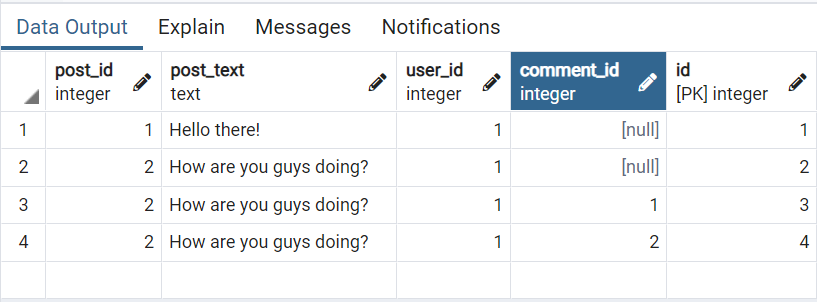 Data Output Explain Messages Notifications
post_id post_text user_id comment_id id
integer text integer integer [PK] integer
1 1 Hello there! 1 [null] 1
2 2 How are you guys doing? 1 [null] 2
3 2 How are you guys doing? 1 1 3
4 2 How are you guys doing? 1 2 4